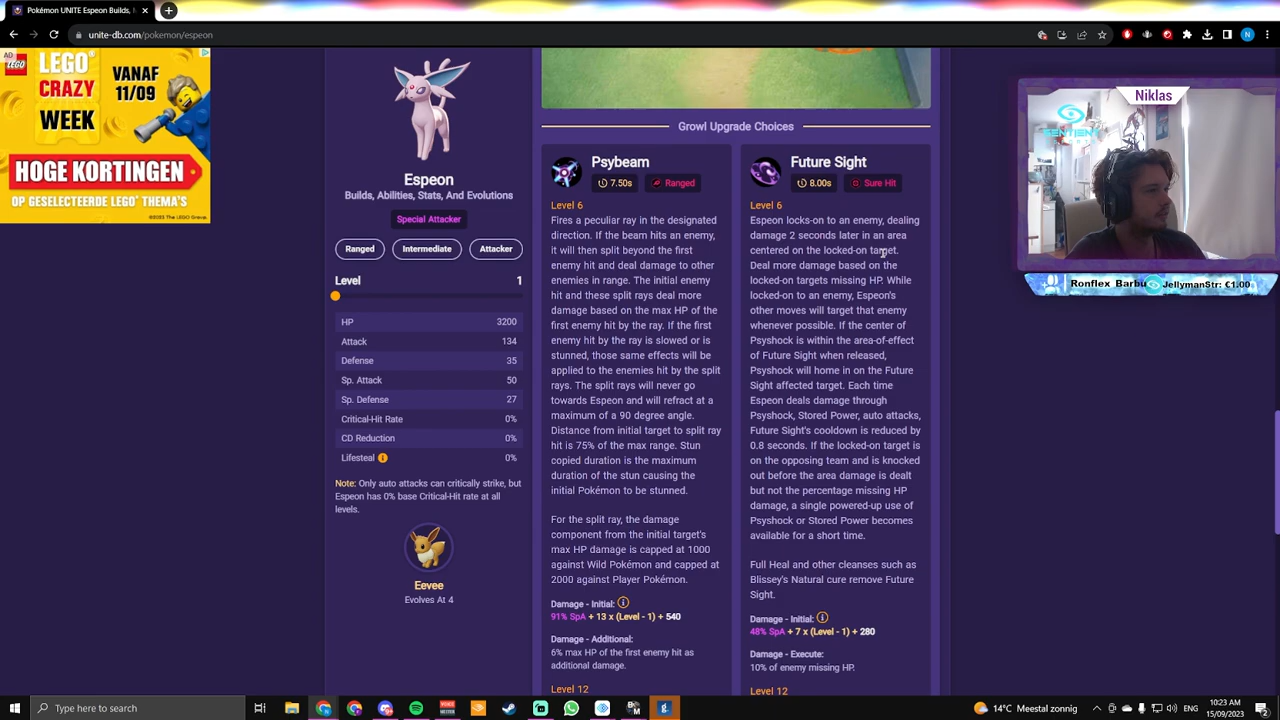 Pokémon UNITE Espeon Builds,
unite-db.com/pokemon/espeon
AD
LEGO
LEGO
CRAZY
WEEK
VANAF
11/09
HOGE KORTINGEN
OP GESELECTEERDE LEGO® THEMA'S
Espeon
Builds, Abilities, Stats, And Evolutions
Special Attacker
Ranged
Intermediate
Attacker
Level
1
HP 3200
Attack 134
Defense 35
Sp. Attack 50
Sp. Defense 27
Critical-Hit Rate 0%
CD Reduction 0%
Lifesteal 0%
Note: Only auto attacks can critically strike, but
Espeon has 0% base Critical-Hit rate at all
levels.
Eevee
Evolves At 4
Growl Upgrade Choices
Psybeam
7.50s
Ranged
Level 6
Fires a peculiar ray in the designated
direction. If the beam hits an enemy,
it will then split beyond the first
enemy hit and deal damage to other
enemies in range. The initial enemy
hit and these split rays deal more
damage based on the max HP of the
first enemy hit by the ray. If the first
enemy hit by the ray is slowed or is
stunned, those same effects will be
applied to the enemies hit by the split
rays. The split rays will never go
towards Espeon and will refract at a
maximum of a 90 degree angle.
Distance from initial target to split ray
hit is 75% of the max range. Stun
copied duration is the maximum
duration of the stun causing the
initial Pokémon to be stunned.
For the split ray, the damage
component from the initial target's
max HP damage is capped at 1000
against Wild Pokémon and capped at
2000 against Player Pokémon.
Damage - Initial:
91% SpA + 13 x (Level - 1) + 540
Damage - Additional:
6% max HP of the first enemy hit as
additional damage.
Level 12
Future Sight
8.00s
Sure Hit
Level 6
Espeon locks-on to an enemy, dealing
damage 2 seconds later in an area
centered on the locked-on target.
Deal more damage based on the
locked-on targets missing HP. While
locked-on to an enemy, Espeon's
other moves will target that enemy
whenever possible. If the center of
Psyshock is within the area-of-effect
of Future Sight when released,
Psyshock will home in on the Future
Sight affected target. Each time
Espeon deals damage through
Psyshock, Stored Power, auto attacks,
Future Sight's cooldown is reduced by
0.8 seconds. If the locked-on target is
on the opposing team and is knocked
out before the area damage is dealt
but not the percentage missing HP
damage, a single powered-up use of
Psyshock or Stored Power becomes
available for a short time.
Full Heal and other cleanses such as
Blissey's Natural cure remove Future
Sight.
Damage - Initial:
48% SpA + 7 x (Level - 1) + 280
Damage - Execute:
10% of enemy missing HP.
Level 12
Niklas
SENTIENT
Ronflex Barbu
JellymanStr: €1.00
Type here to search
14°C Meestal zonnig
10:23 AM
15/09/2023